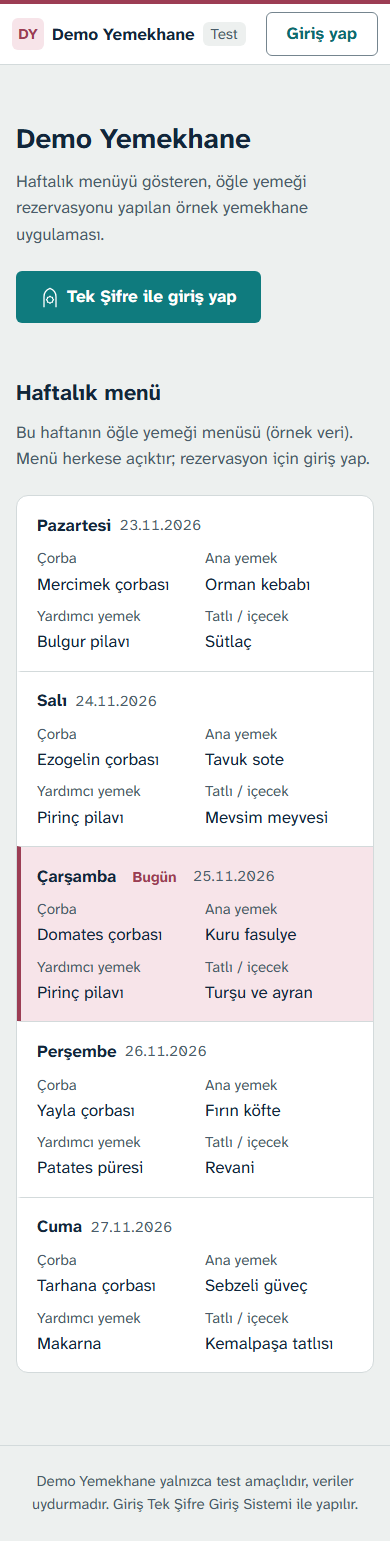 DY Demo Yemekhane Test Giriş yap
Demo Yemekhane
Haftalık menüyü gösteren, öğle yemeği
rezervasyonu yapılan örnek yemekhane
uygulaması.
Tek Şifre ile giriş yap
Haftalık menü
Bu haftanın öğle yemeği menüsü (örnek veri).
Menü herkese açıktır; rezervasyon için giriş yap.
Pazartesi 23.11.2026
Çorba Ana yemek
Mercimek çorbası Orman kebabı
Yardımcı yemek Tatlı / içecek
Bulgur pilavı Sütlaç
Salı 24.11.2026
Çorba Ana yemek
Ezogelin çorbası Tavuk sote
Yardımcı yemek Tatlı / içecek
Pirinç pilavı Mevsim meyvesi
Çarşamba Bugün 25.11.2026
Çorba Ana yemek
Domates çorbası Kuru fasulye
Yardımcı yemek Tatlı / içecek
Pirinç pilavı Turşu ve ayran
Perşembe 26.11.2026
Çorba Ana yemek
Yayla çorbası Fırın köfte
Yardımcı yemek Tatlı / içecek
Patates püresi Revani
Cuma 27.11.2026
Çorba Ana yemek
Tarhana çorbası Sebzeli güveç
Yardımcı yemek Tatlı / içecek
Makarna Kemalpaşa tatlısı
Demo Yemekhane yalnızca test amaçlıdır, veriler
uydurmadır. Giriş Tek Şifre Giriş Sistemi ile yapılır.